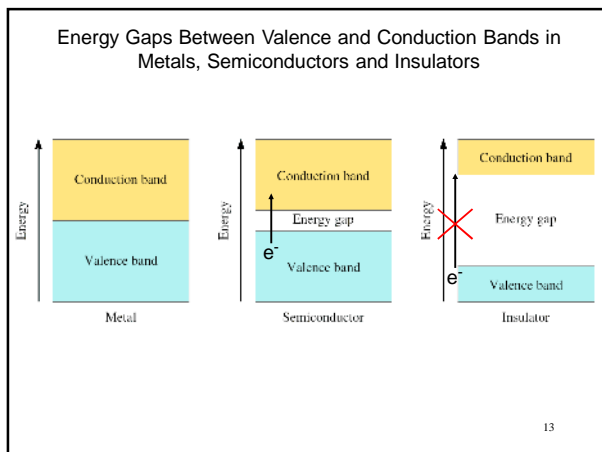 Energy Gaps Between Valence and Conduction Bands in
Metals, Semiconductors and Insulators
Energy
Conduction band
Valence band
Metal
Energy
Conduction band
Energy gap
e-
Valence band
Semiconductor
Energy
Conduction band
Energy gap
e-
Valence band
Insulator
13